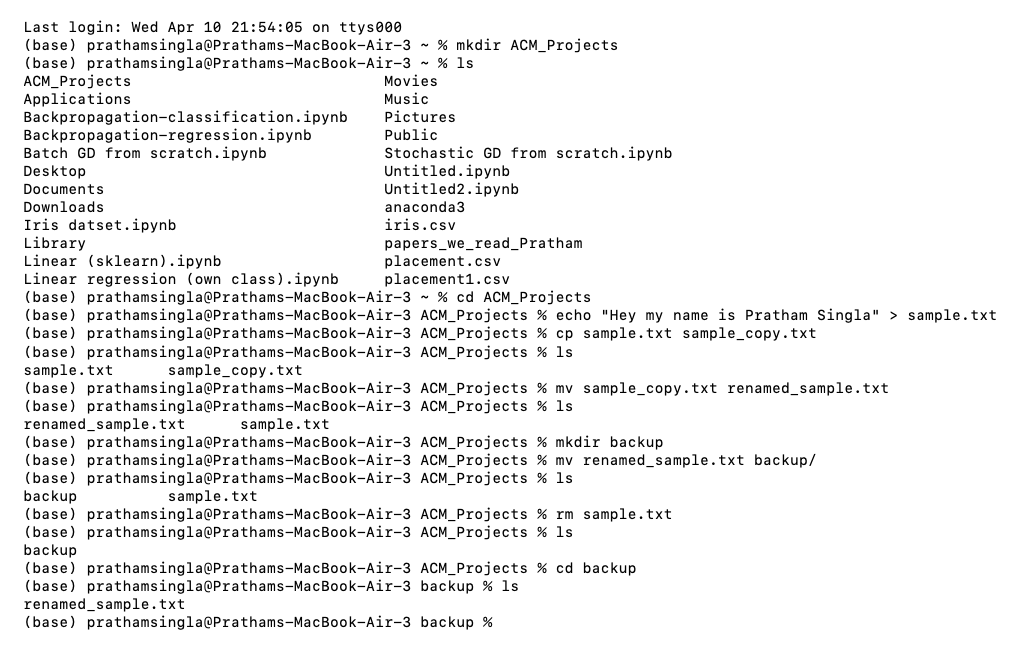 Last login: Wed Apr 10 21:54:05 on ttys000
(base) prathamsingla@Prathams-MacBook-Air-3 ~ % mkdir ACM_Projects
(base) prathamsingla@Prathams-MacBook-Air-3 ~ % ls
ACM_Projects Movies
Applications Music
Backpropagation-classification.ipynb Pictures
Backpropagation-regression.ipynb Public
Batch GD from scratch.ipynb Stochastic GD from scratch.ipynb
Desktop Untitled.ipynb
Documents Untitled2.ipynb
Downloads anaconda3
Iris datset.ipynb iris.csv
Library papers_we_read_Pratham
Linear (sklearn).ipynb placement.csv
Linear regression (own class).ipynb placement1.csv
(base) prathamsingla@Prathams-MacBook-Air-3 ~ % cd ACM_Projects
(base) prathamsingla@Prathams-MacBook-Air-3 ACM_Projects % echo "Hey my name is Pratham Singla" > sample.txt
(base) prathamsingla@Prathams-MacBook-Air-3 ACM_Projects % cp sample.txt sample_copy.txt
(base) prathamsingla@Prathams-MacBook-Air-3 ACM_Projects % ls
sample.txt sample_copy.txt
(base) prathamsingla@Prathams-MacBook-Air-3 ACM_Projects % mv sample_copy.txt renamed_sample.txt
(base) prathamsingla@Prathams-MacBook-Air-3 ACM_Projects % ls
renamed_sample.txt sample.txt
(base) prathamsingla@Prathams-MacBook-Air-3 ACM_Projects % mkdir backup
(base) prathamsingla@Prathams-MacBook-Air-3 ACM_Projects % mv renamed_sample.txt backup/
(base) prathamsingla@Prathams-MacBook-Air-3 ACM_Projects % ls
backup sample.txt
(base) prathamsingla@Prathams-MacBook-Air-3 ACM_Projects % rm sample.txt
(base) prathamsingla@Prathams-MacBook-Air-3 ACM_Projects % ls
backup
(base) prathamsingla@Prathams-MacBook-Air-3 ACM_Projects % cd backup
(base) prathamsingla@Prathams-MacBook-Air-3 backup % ls
renamed_sample.txt
(base) prathamsingla@Prathams-MacBook-Air-3 backup %